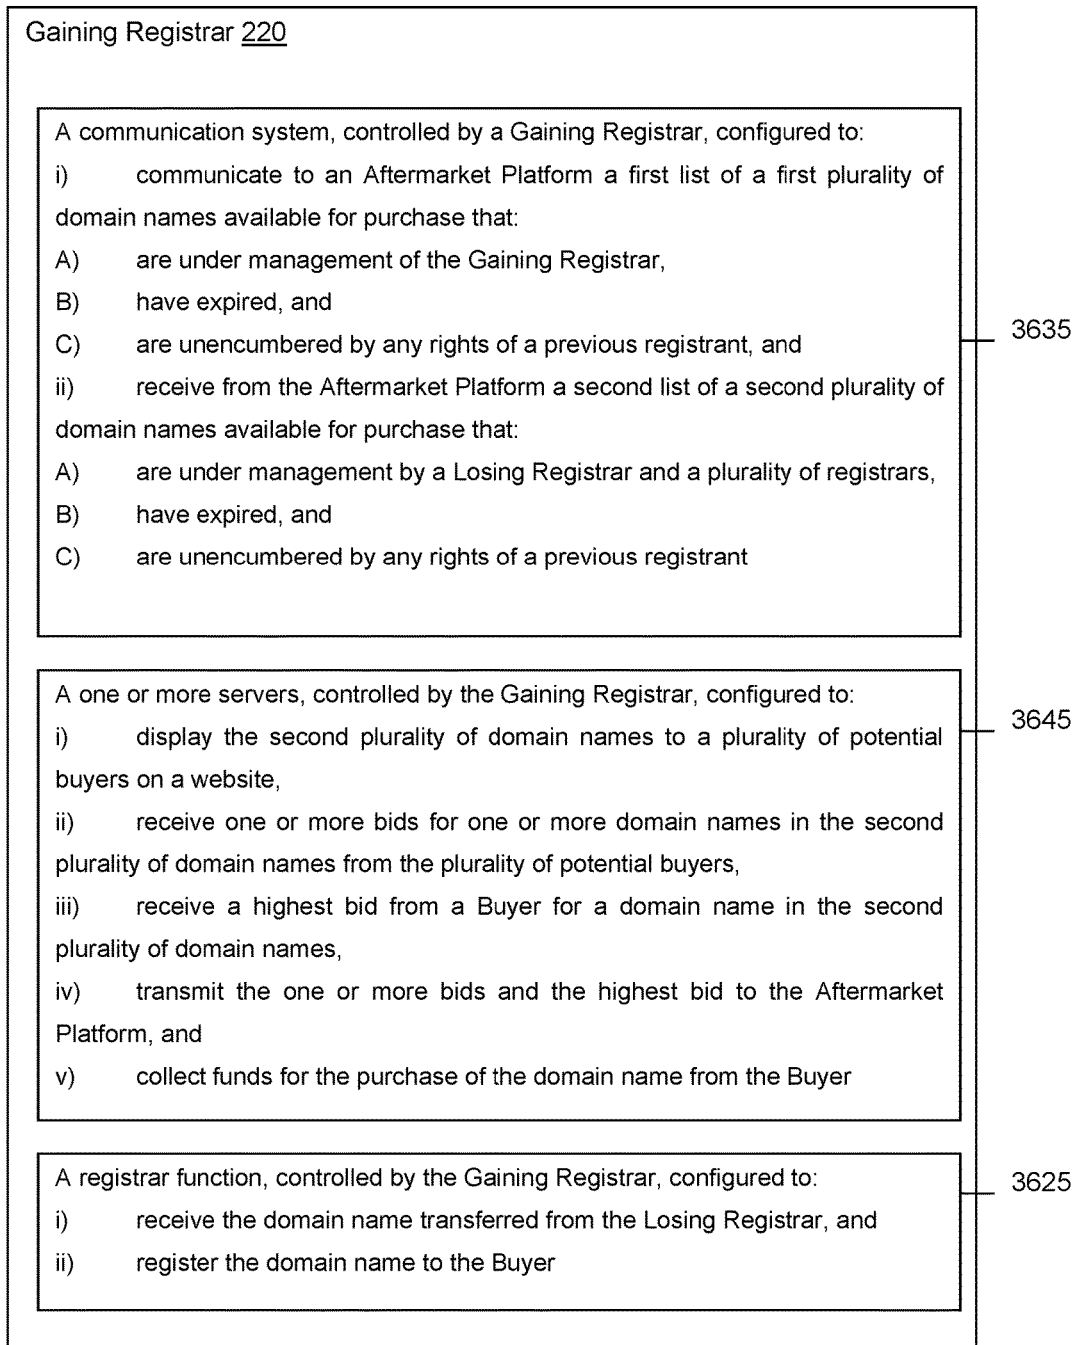 Gaining Registrar 220
A communication system, controlled by a Gaining Registrar, configured to:
i) communicate to an Aftermarket Platform a first list of a first plurality of
domain names available for purchase that:
A) are under management of the Gaining Registrar,
B) have expired, and
C) are unencumbered by any rights of a previous registrant, and
ii) receive from the Aftermarket Platform a second list of a second plurality of
domain names available for purchase that:
A) are under management by a Losing Registrar and a plurality of registrars,
B) have expired, and
C) are unencumbered by any rights of a previous registrant
3635
A one or more servers, controlled by the Gaining Registrar, configured to:
i) display the second plurality of domain names to a plurality of potential
buyers on a website,
ii) receive one or more bids for one or more domain names in the second
plurality of domain names from the plurality of potential buyers,
iii) receive a highest bid from a Buyer for a domain name in the second
plurality of domain names,
iv) transmit the one or more bids and the highest bid to the Aftermarket
Platform, and
v) collect funds for the purchase of the domain name from the Buyer
3645
A registrar function, controlled by the Gaining Registrar, configured to:
i) receive the domain name transferred from the Losing Registrar, and
ii) register the domain name to the Buyer
3625